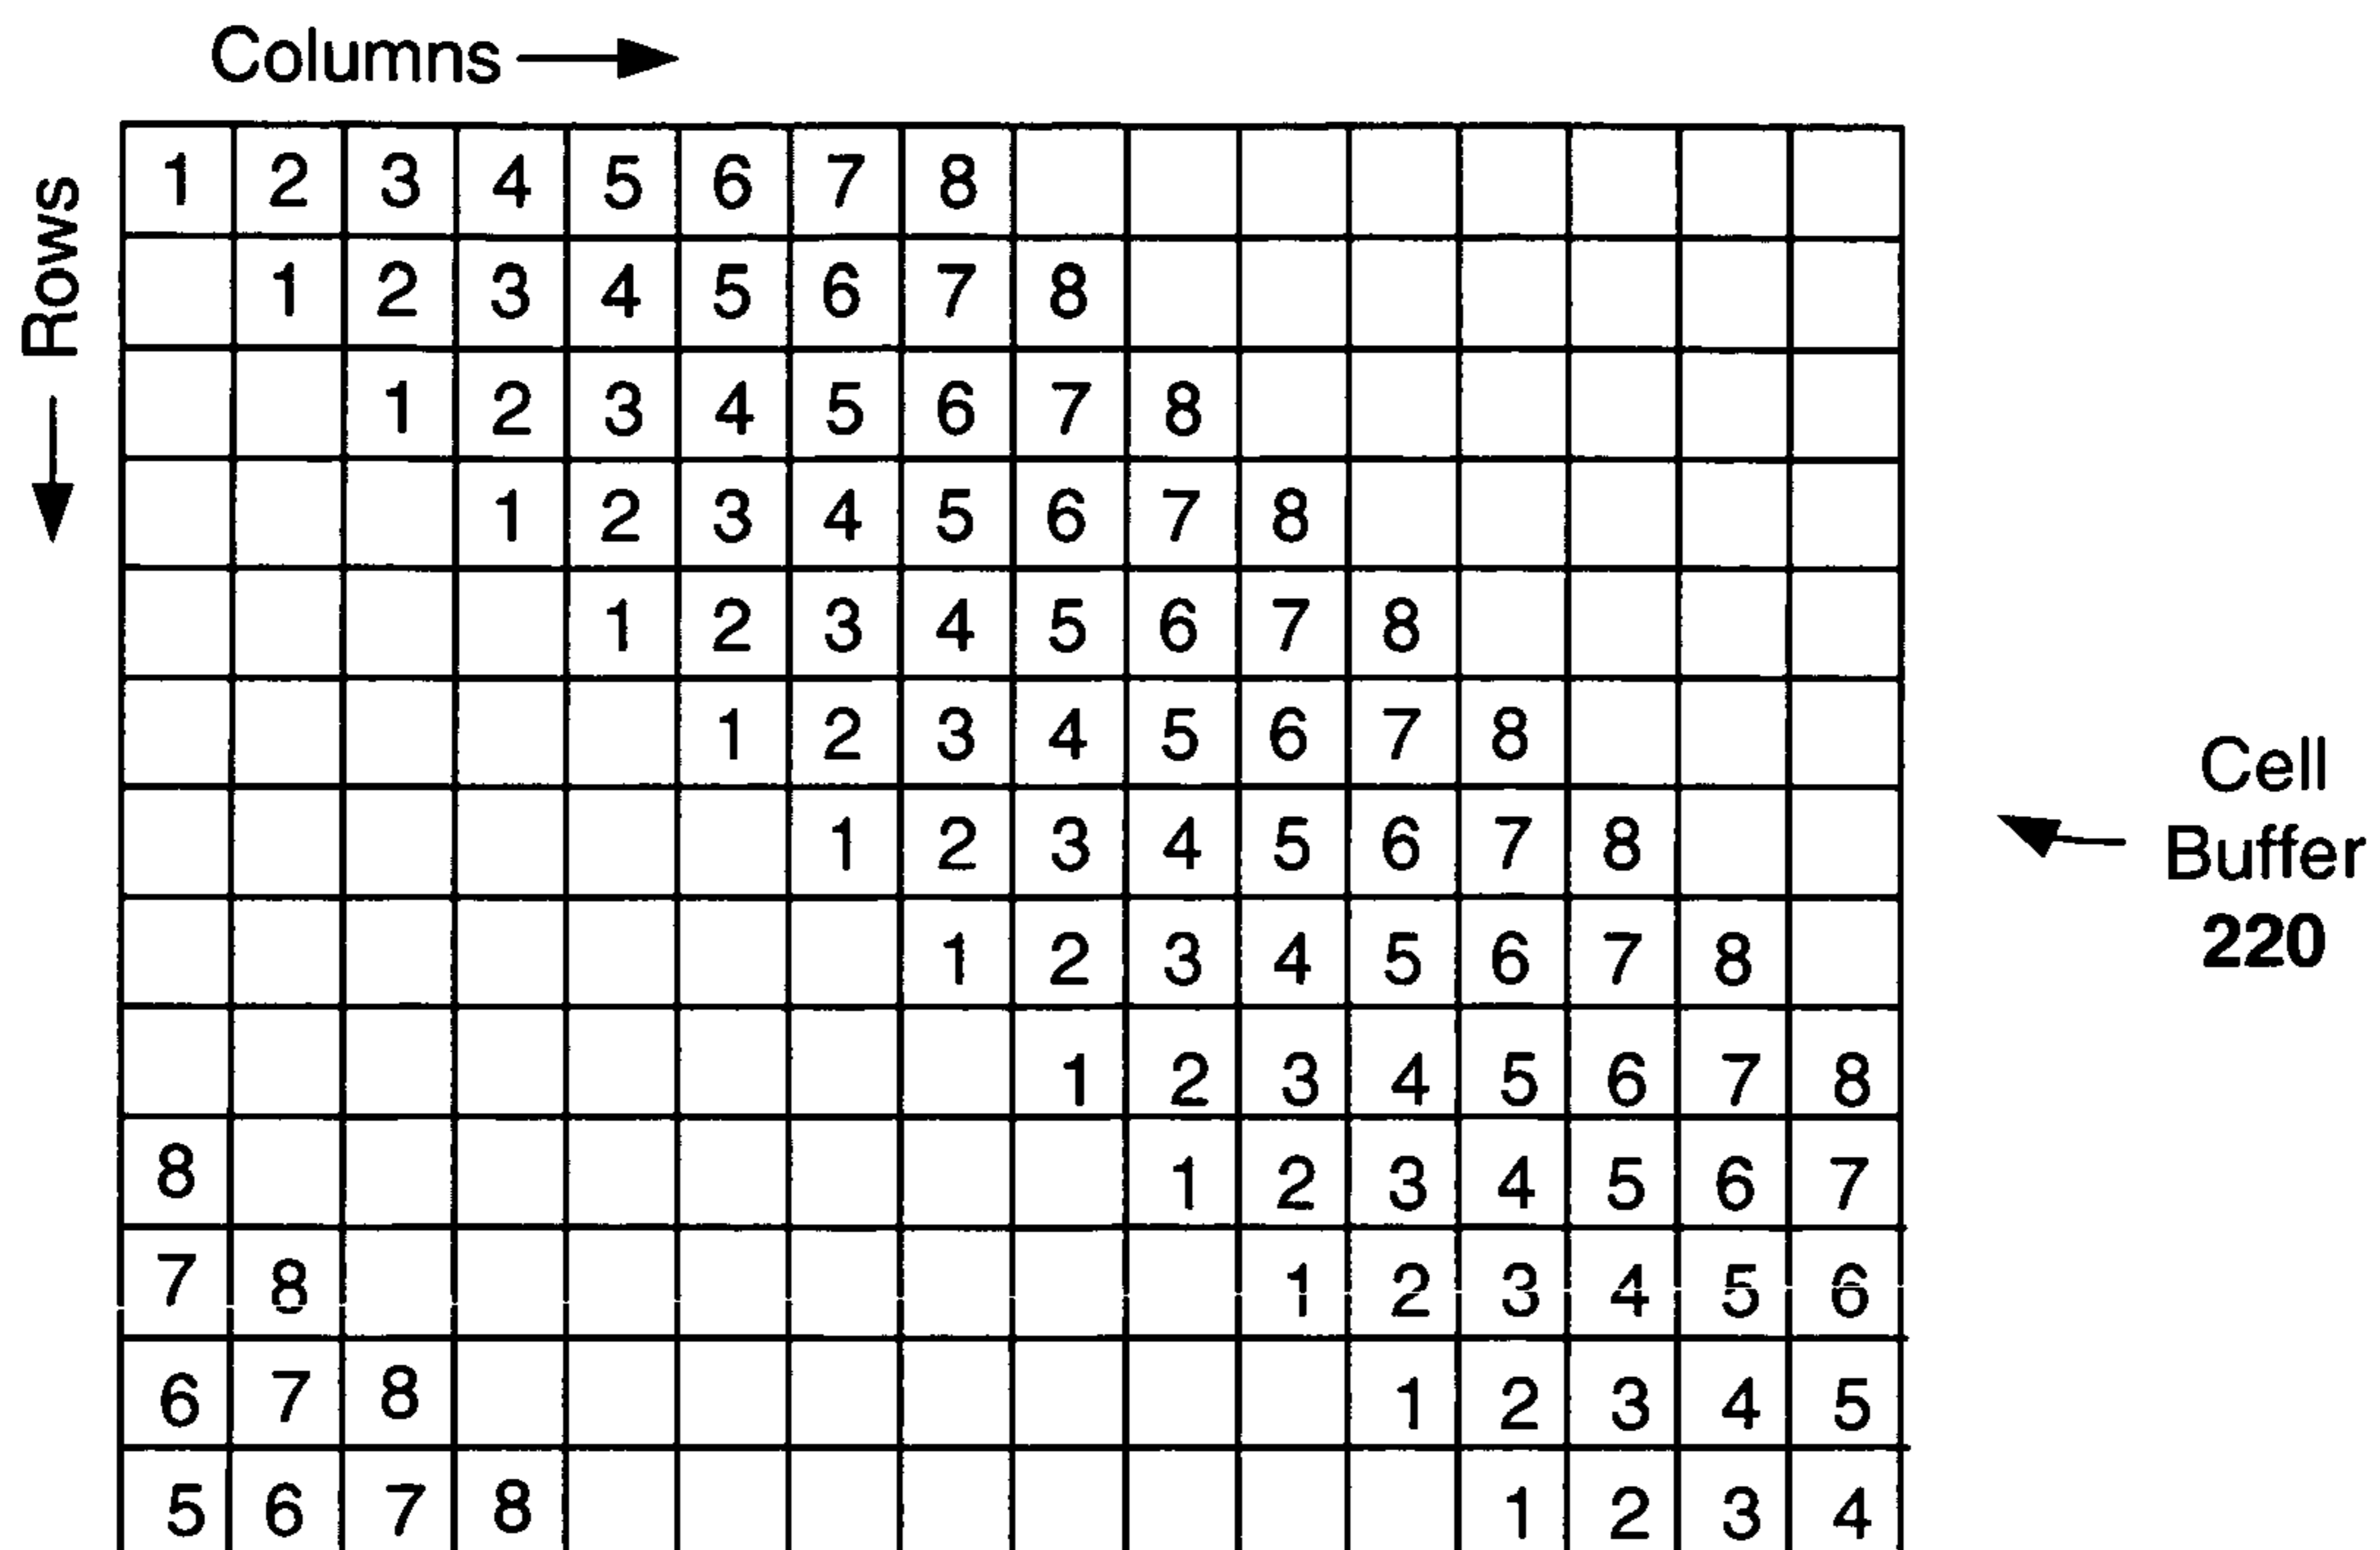 Columns
Rows
1 2 3 4 5 6 7 8
1 2 3 4 5 6 7 8
1 2 3 4 5 6 7 8
1 2 3 4 5 6 7 8
1 2 3 4 5 6 7 8
1 2 3 4 5 6 7 8
1 2 3 4 5 6 7 8
1 2 3 4 5 6 7 8
1 2 3 4 5 6 7 8
8 1 2 3 4 5 6 7
7 8 1 2 3 4 5 6
6 7 8 1 2 3 4 5
5 6 7 8 1 2 3 4
Cell
Buffer
220